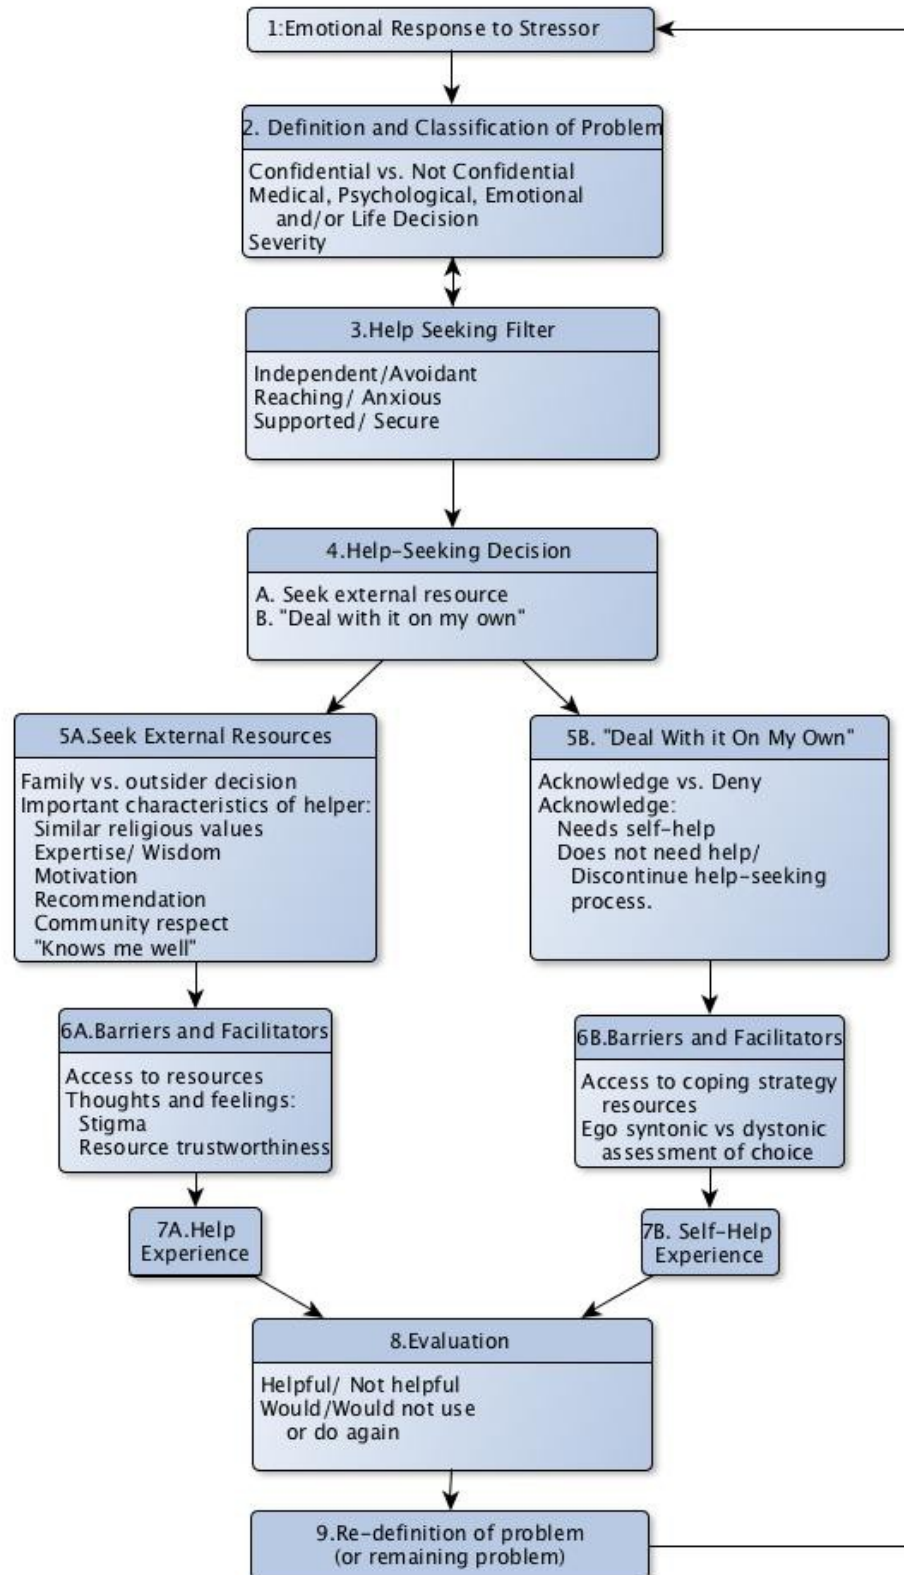 1:Emotional Response to Stressor
2. Definition and Classification of Problem
Confidential vs. Not Confidential
Medical, Psychological, Emotional
and/or Life Decision
Severity
3.Help Seeking Filter
Independent/Avoidant
Reaching/ Anxious
Supported/ Secure
4.Help-Seeking Decision
A. Seek external resource
B. "Deal with it on my own"
5A.Seek External Resources
Family vs. outsider decision
Important characteristics of helper:
Similar religious values
Expertise/ Wisdom
Motivation
Recommendation
Community respect
"Knows me well"
5B. "Deal With it On My Own"
Acknowledge vs. Deny
Acknowledge:
Needs self-help
Does not need help/
Discontinue help-seeking
process.
6A.Barriers and Facilitators
Access to resources
Thoughts and feelings:
Stigma
Resource trustworthiness
6B.Barriers and Facilitators
Access to coping strategy
resources
Ego syntonic vs dystonic
assessment of choice
7A.Help
Experience
7B. Self-Help
Experience
8.Evaluation
Helpful/ Not helpful
Would/Would not use
or do again
9.Re-definition of problem
(or remaining problem)